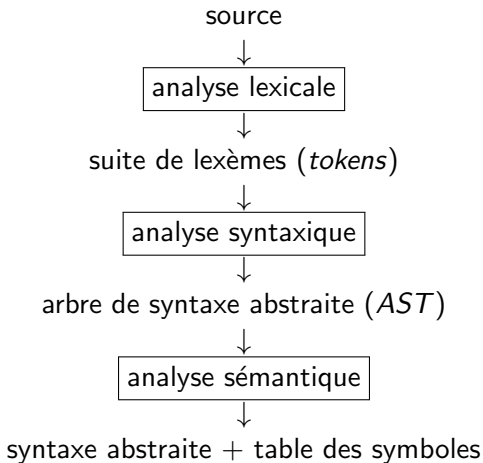 source
↓
analyse lexicale
↓
suite de lexèmes (tokens)
↓
analyse syntaxique
↓
arbre de syntaxe abstraite (AST)
↓
analyse sémantique
↓
syntaxe abstraite + table des symboles